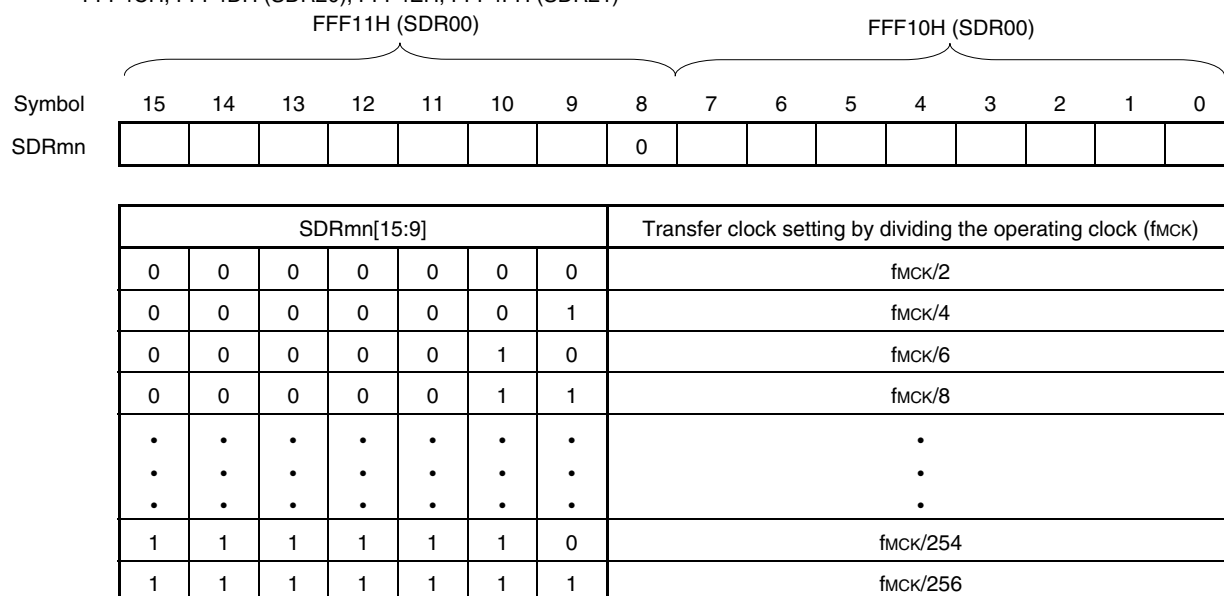 FFF11H (SDR00) FFF10H (SDR00)
Symbol 15 14 13 12 11 10 9 8 7 6 5 4 3 2 1 0
SDRmn 0
SDRmn[15:9] Transfer clock setting by dividing the operating clock (fMCK)
0 0 0 0 0 0 0 fMCK/2
0 0 0 0 0 0 1 fMCK/4
0 0 0 0 0 1 0 fMCK/6
0 0 0 0 0 1 1 fMCK/8
• • • • • • • •
• • • • • • • •
• • • • • • • •
1 1 1 1 1 1 0 fMCK/254
1 1 1 1 1 1 1 fMCK/256